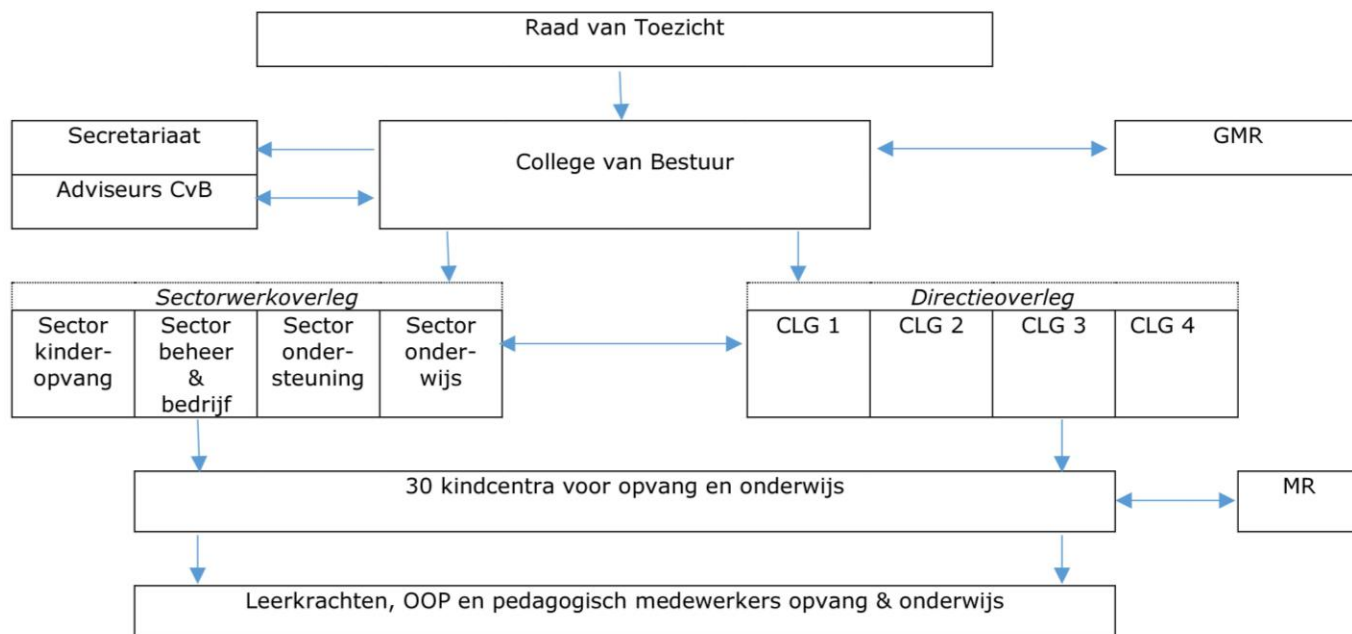 Raad van Toezicht
Secretariaat
Adviseurs CvB
College van Bestuur
GMR
Sectorwerkoverleg
Sector
kinder-
opvang
Sector
beheer
&
bedrijf
Sector
onder-
steuning
Sector
onder-
wijs
Directieoverleg
CLG 1
CLG 2
CLG 3
CLG 4
30 kindcentra voor opvang en onderwijs
MR
Leerkrachten, OOP en pedagogisch medewerkers opvang & onderwijs